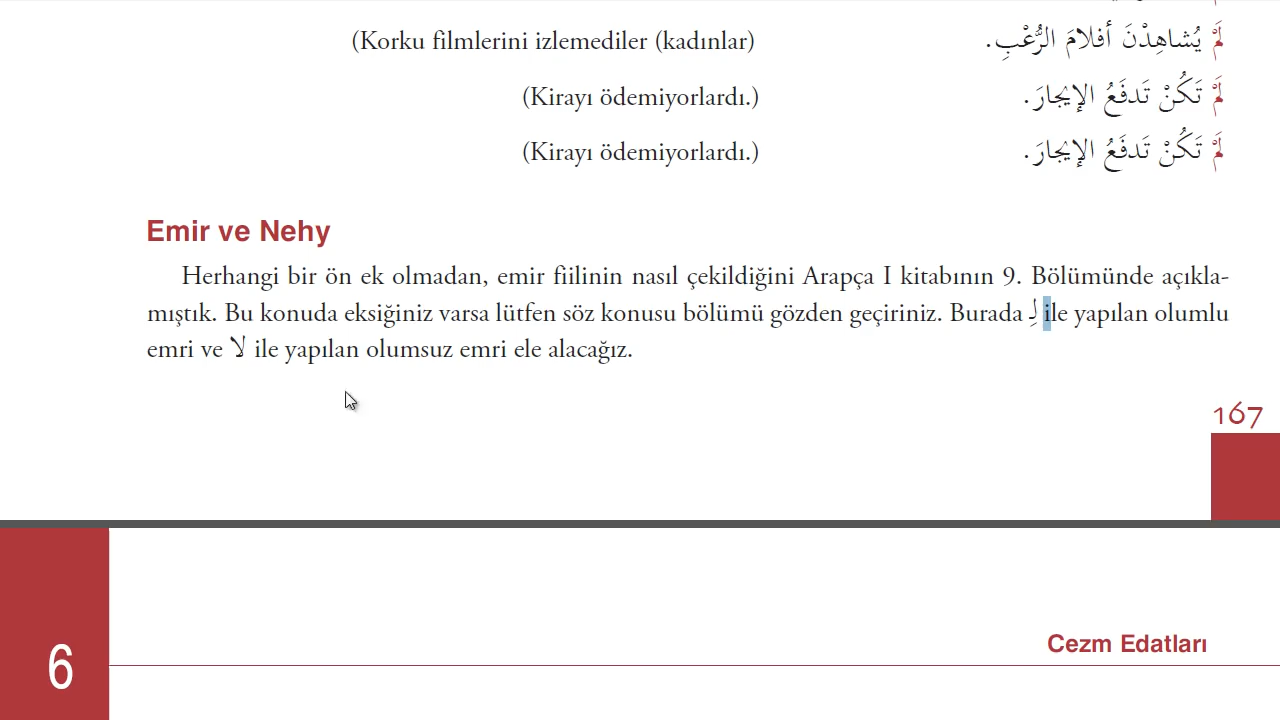 (Korku filmlerini izlemediler (kadınlar) لَمْ يُشاهِدْنَ أفلامَ الرُّعْبِ.
(Kirayı ödemiyorlardı.) لَمْ تَكُنْ تَدفَعُ الإيجارَ.
(Kirayı ödemiyorlardı.) لَمْ تَكُنْ تَدفَعُ الإيجارَ.
Emir ve Nehy
Herhangi bir ön ek olmadan, emir fiilinin nasıl çekildiğini Arapça I kitabının 9. Bölümünde açıkla-
mıştık. Bu konuda eksiğiniz varsa lütfen söz konusu bölümü gözden geçiriniz. Burada لِـ ile yapılan olumlu
emri ve لا ile yapılan olumsuz emri ele alacağız.
167
6
Cezm Edatları